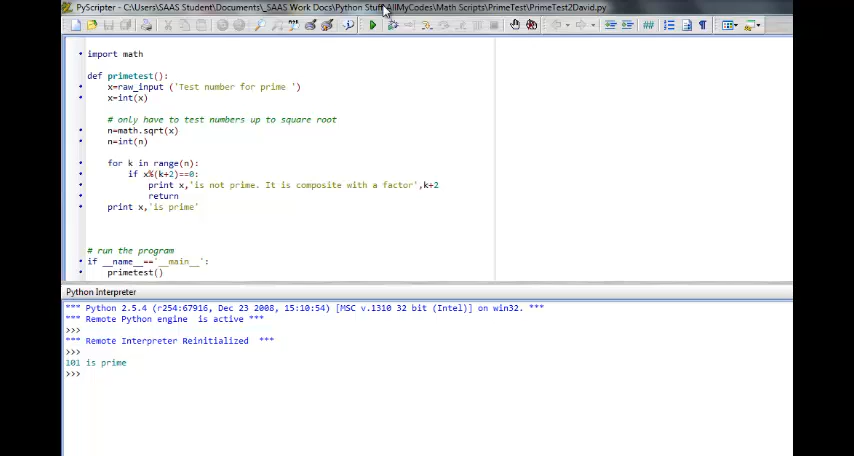 PyScripter - C:\Users\SAAS Student\Documents\_SAAS Work Docs\Python Stuff\AllMyCodes\Math Scripts\PrimeTest\PrimeTest2David.py
import math
def primetest():
x=raw_input ('Test number for prime ')
x=int(x)
# only have to test numbers up to square root
n=math.sqrt(x)
n=int(n)
for k in range(n):
if x%(k+2)==0:
print x,'is not prime. It is composite with a factor',k+2
return
print x,'is prime'
# run the program
if __name__=='__main__':
primetest()
Python Interpreter
*** Python 2.5.4 (r254:67916, Dec 23 2008, 15:10:54) [MSC v.1310 32 bit (Intel)] on win32. ***
*** Remote Python engine  is active ***
>>>
*** Remote Interpreter Reinitialized  ***
>>>
101 is prime
>>>